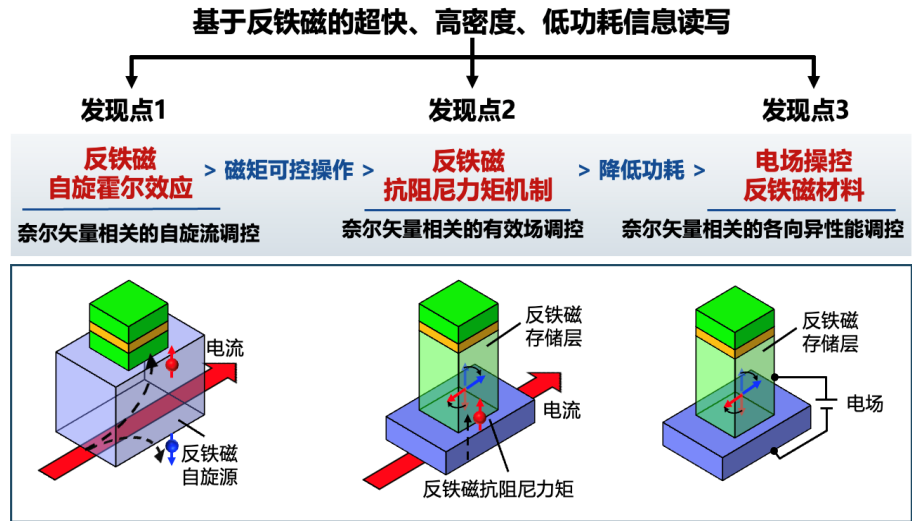 基于反铁磁的超快、高密度、低功耗信息读写
发现点1
发现点2
发现点3
反铁磁
自旋霍尔效应
> 磁矩可控操作 >
反铁磁
抗阻尼力矩机制
> 降低功耗 >
电场操控
反铁磁材料
奈尔矢量相关的自旋流调控
奈尔矢量相关的有效场调控
奈尔矢量相关的各向异性能调控
电流
反铁磁
自旋源
反铁磁
存储层
电流
反铁磁抗阻尼力矩
反铁磁
存储层
电场